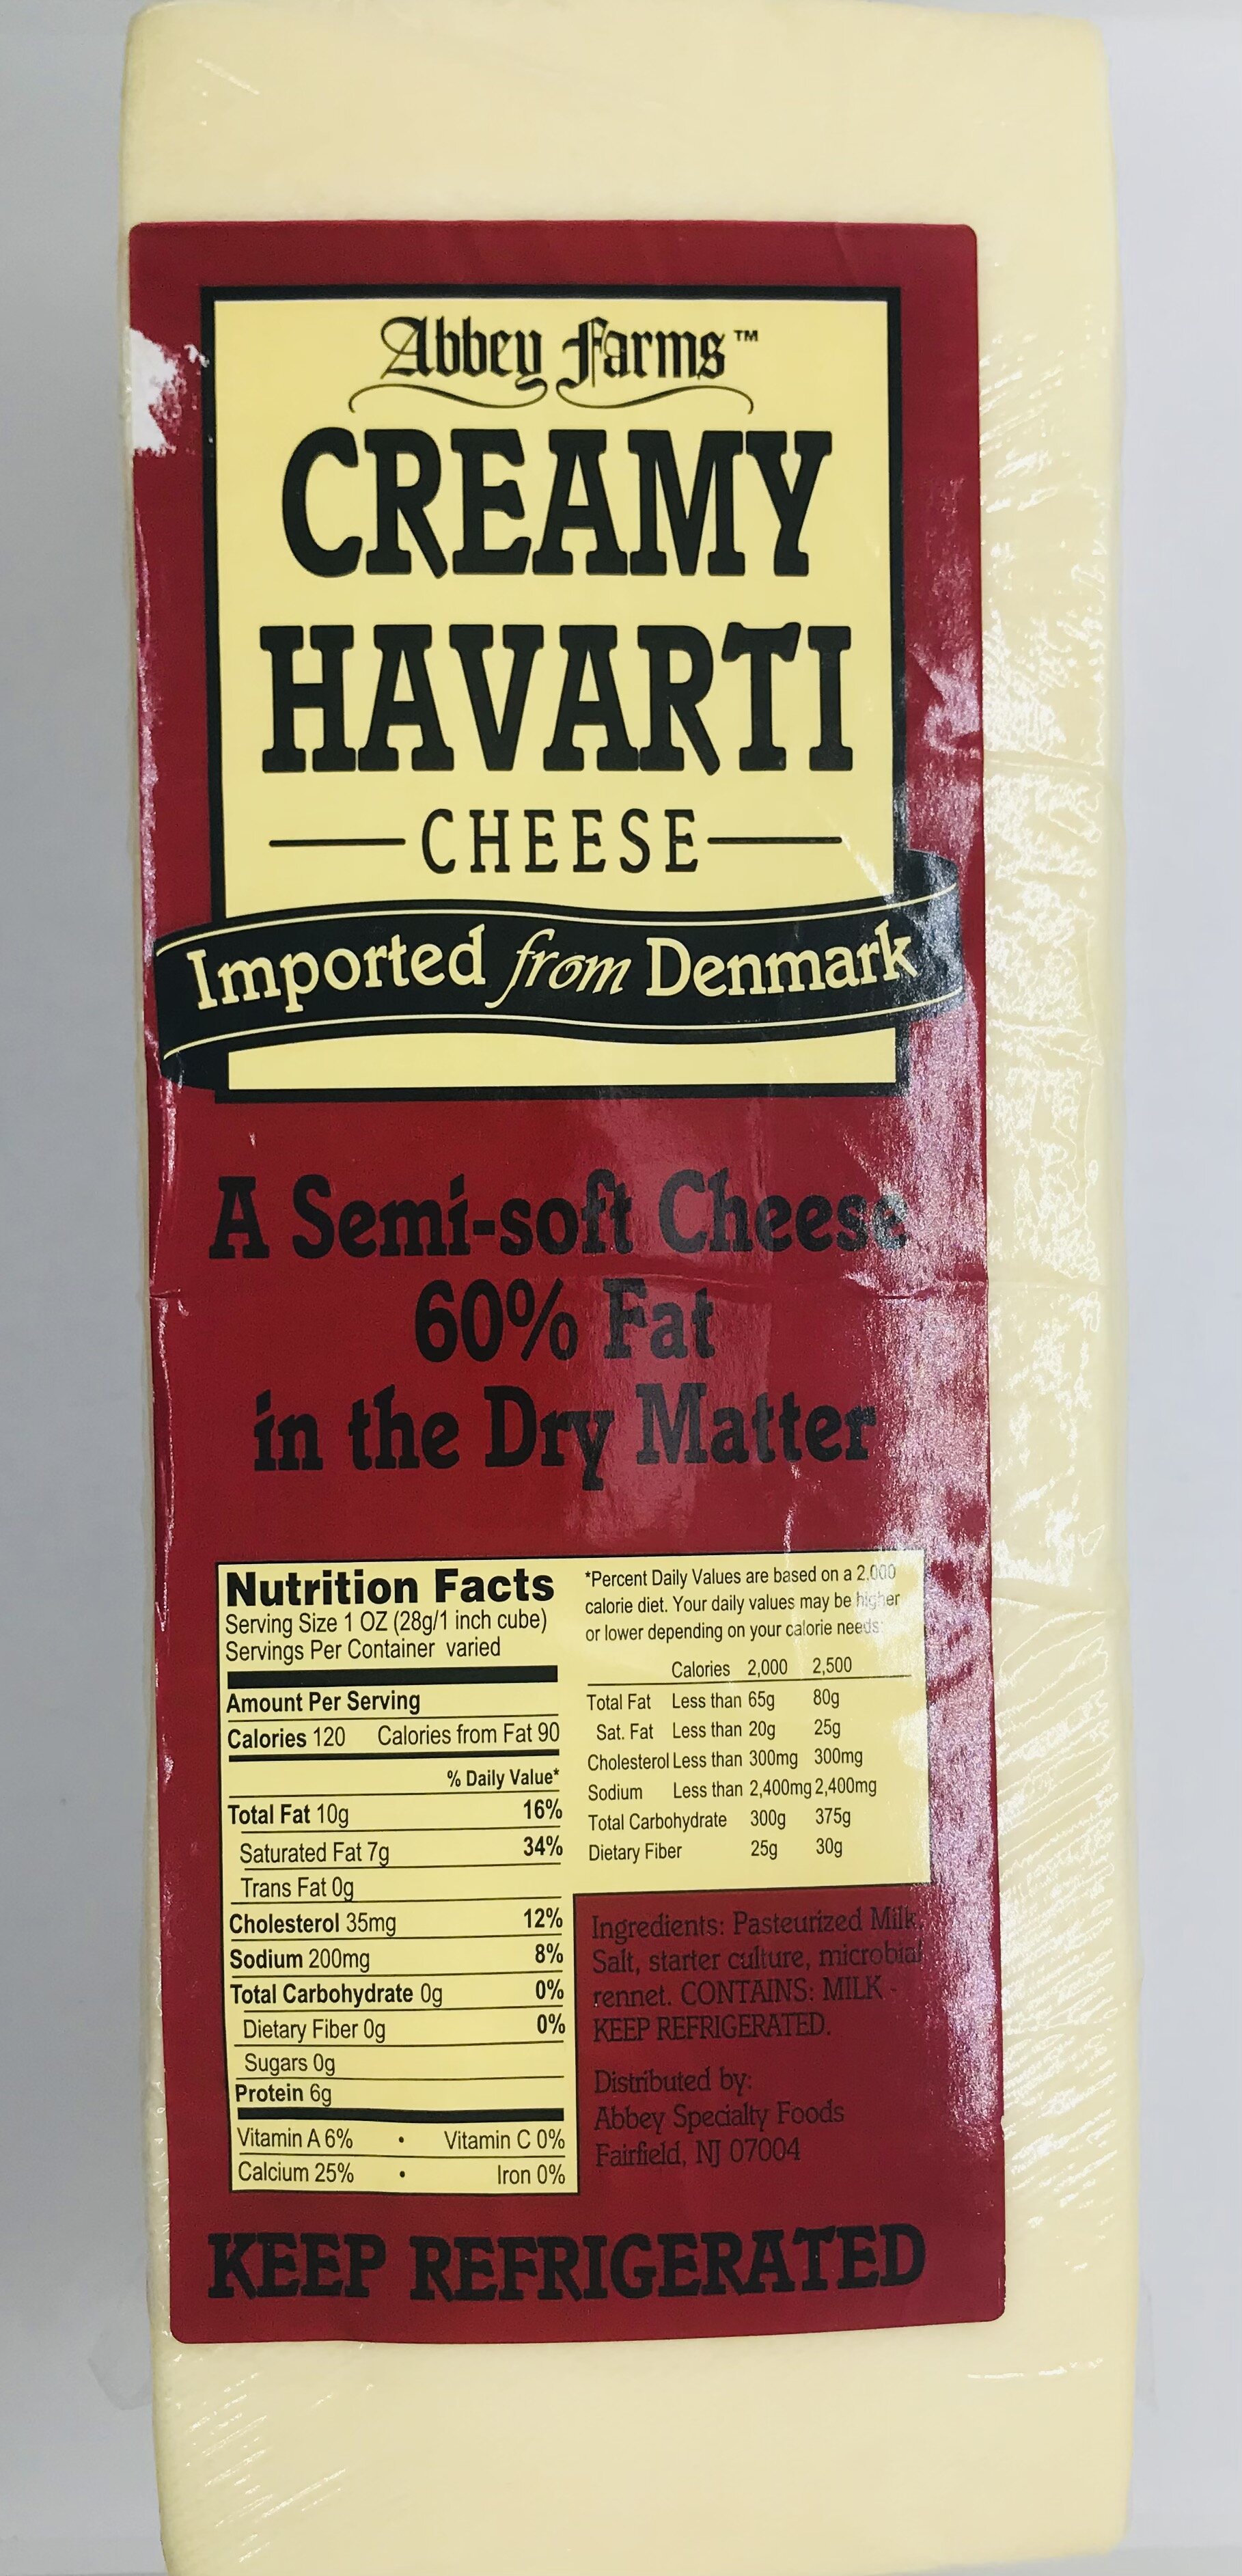 Abbey Farms™
CREAMY
HAVARTI
CHEESE
Imported from Denmark
A Semi-soft Cheese
60% Fat
in the Dry Matter
Nutrition Facts
Serving Size 1 OZ (28g/1 inch cube)
Servings Per Container varied
Amount Per Serving
Calories 120 Calories from Fat 90
% Daily Value*
Total Fat 10g 16%
Saturated Fat 7g 34%
Trans Fat 0g
Cholesterol 35mg 12%
Sodium 200mg 8%
Total Carbohydrate 0g 0%
Dietary Fiber 0g 0%
Sugars 0g
Protein 6g
Vitamin A 6% • Vitamin C 0%
Calcium 25% • Iron 0%
*Percent Daily Values are based on a 2,000
calorie diet. Your daily values may be higher
or lower depending on your calorie needs:
Calories 2,000 2,500
Total Fat Less than 65g 80g
Sat. Fat Less than 20g 25g
Cholesterol Less than 300mg 300mg
Sodium Less than 2,400mg 2,400mg
Total Carbohydrate 300g 375g
Dietary Fiber 25g 30g
Ingredients: Pasteurized Milk,
Salt, starter culture, microbial
rennet. CONTAINS: MILK -
KEEP REFRIGERATED.
Distributed by:
Abbey Specialty Foods
Fairfield, NJ 07004
KEEP REFRIGERATED